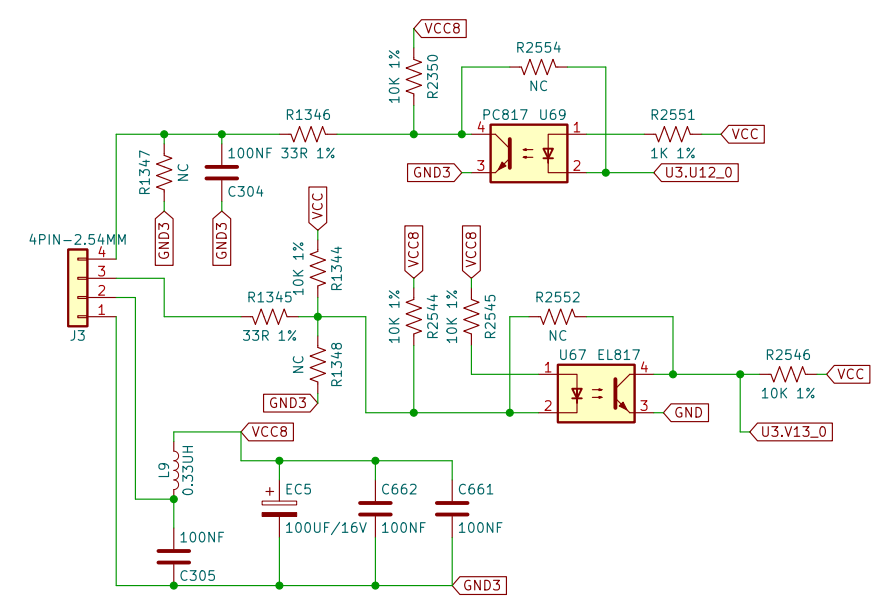 VCC8
R2554
10K 1%
R2350
NC
R1346
PC817 U69
R2551
4
1
VCC
100NF
33R 1%
1K 1%
R1347
NC
3
2
GND3
U3.U12_0
C304
VCC
GND3
GND3
4PIN-2.54MM
4
3
2
1
J3
10K 1%
R1344
VCC8
VCC8
R1345
33R 1%
10K 1%
R2544
10K 1%
R2545
R2552
NC
NC
R1348
GND3
U67 EL817
1
4
2
3
R2546
VCC
10K 1%
GND
VCC8
U3.V13_0
L9
0.33UH
+
EC5
C662
C661
100UF/16V
100NF
100NF
100NF
C305
GND3